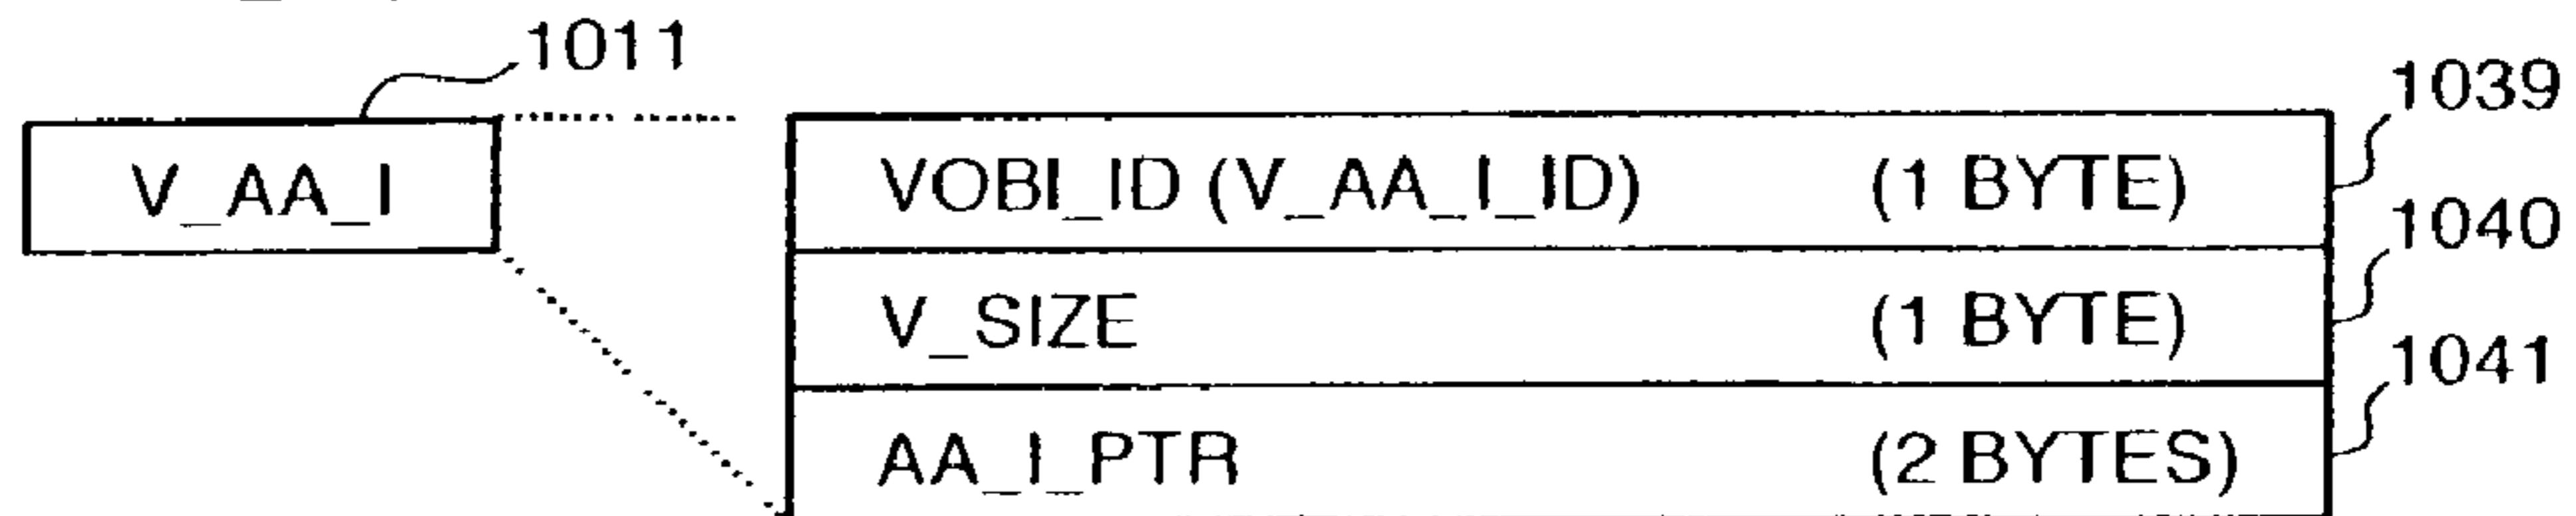 1011
1039
V_AA_I
VOBI_ID (V_AA_I_ID) (1 BYTE)
1040
V_SIZE (1 BYTE)
1041
AA_I_PTR (2 BYTES)